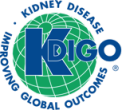 KIDNEY DISEASE
KDIGO
IMPROVING GLOBAL OUTCOMES
®